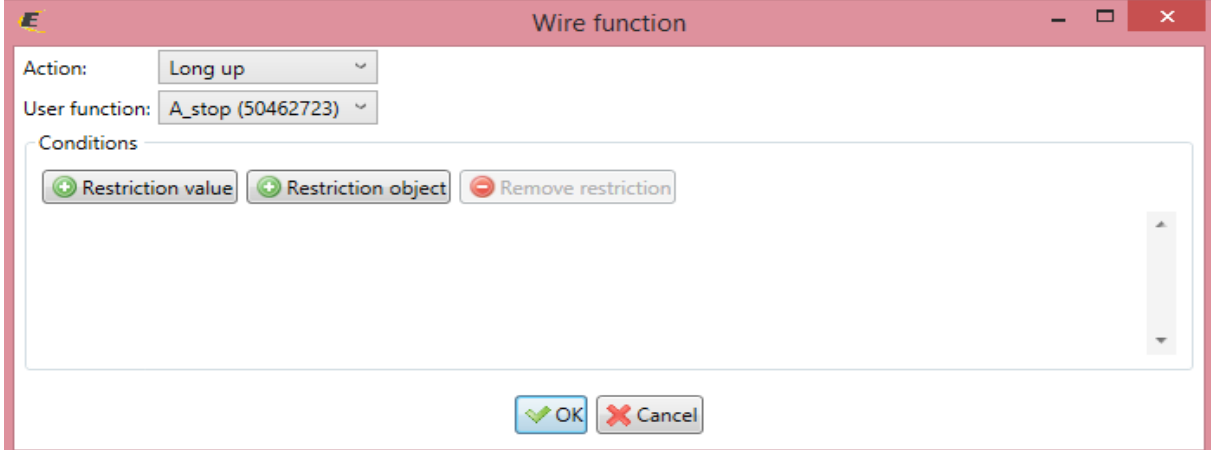 Wire function
Action: Long up
User function: A_stop (50462723)
Conditions
Restriction value Restriction object Remove restriction
OK Cancel